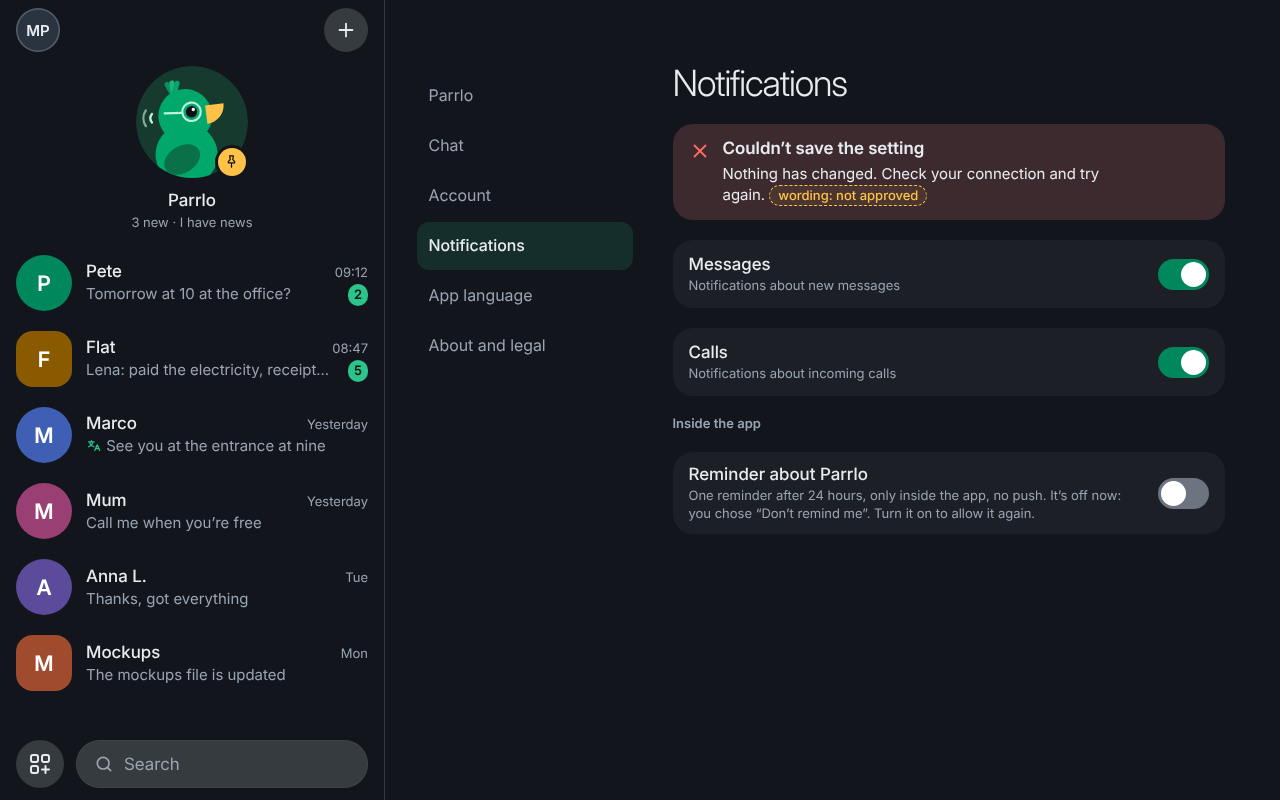 MP
Parrlo
3 new · I have news
P
Pete
09:12
Tomorrow at 10 at the office?
2
F
Flat
08:47
Lena: paid the electricity, receipt...
5
M
Marco
Yesterday
See you at the entrance at nine
M
Mum
Yesterday
Call me when you’re free
A
Anna L.
Tue
Thanks, got everything
M
Mockups
Mon
The mockups file is updated
Search
Parrlo
Chat
Account
Notifications
App language
About and legal
Notifications
Couldn’t save the setting
Nothing has changed. Check your connection and try
again. wording: not approved
Messages
Notifications about new messages
Calls
Notifications about incoming calls
Inside the app
Reminder about Parrlo
One reminder after 24 hours, only inside the app, no push. It’s off now:
you chose “Don’t remind me”. Turn it on to allow it again.